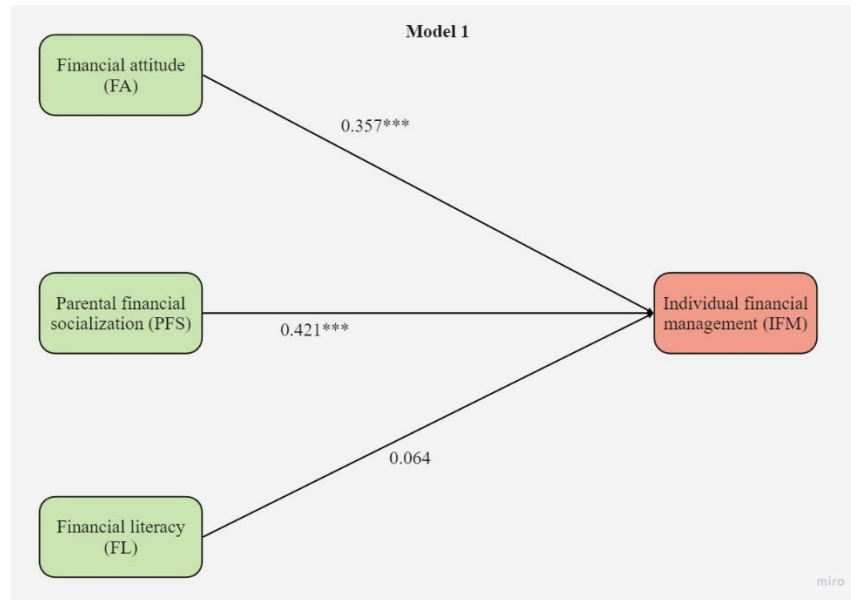 Model 1
Financial attitude
(FA)
0.357***
Parental financial
socialization (PFS)
0.421***
Individual financial
management (IFM)
0.064
Financial literacy
(FL)
miro